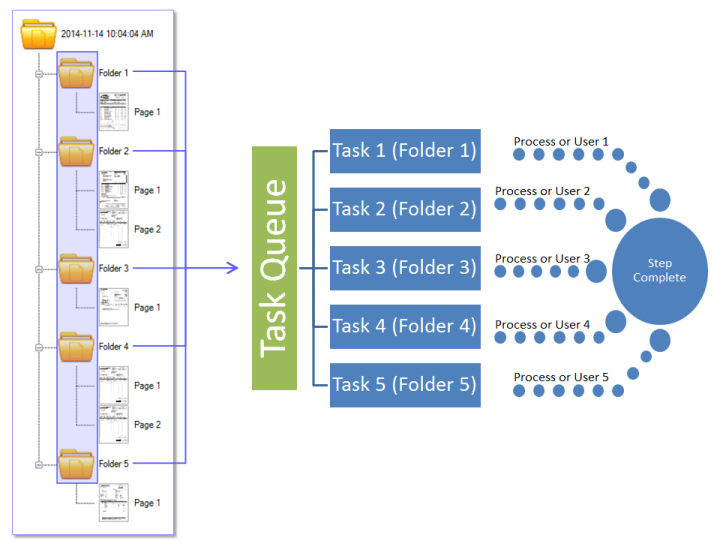 2014-11-14 10:04:04 AM
Folder 1
Page 1
Folder 2
Page 1
Page 2
Folder 3
Page 1
Folder 4
Page 1
Page 2
Folder 5
Page 1
Task Queue
Task 1 (Folder 1)
Task 2 (Folder 2)
Task 3 (Folder 3)
Task 4 (Folder 4)
Task 5 (Folder 5)
Process or User 1
Process or User 2
Process or User 3
Process or User 4
Process or User 5
Step
Complete